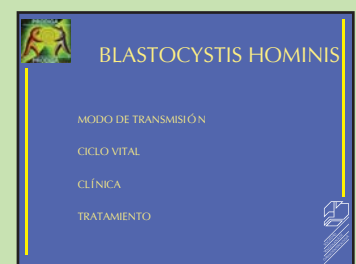 BLASTOCYSTIS HOMINIS
MODO DE TRANSMISIÓN
CICLO VITAL
CLÍNICA
TRATAMIENTO